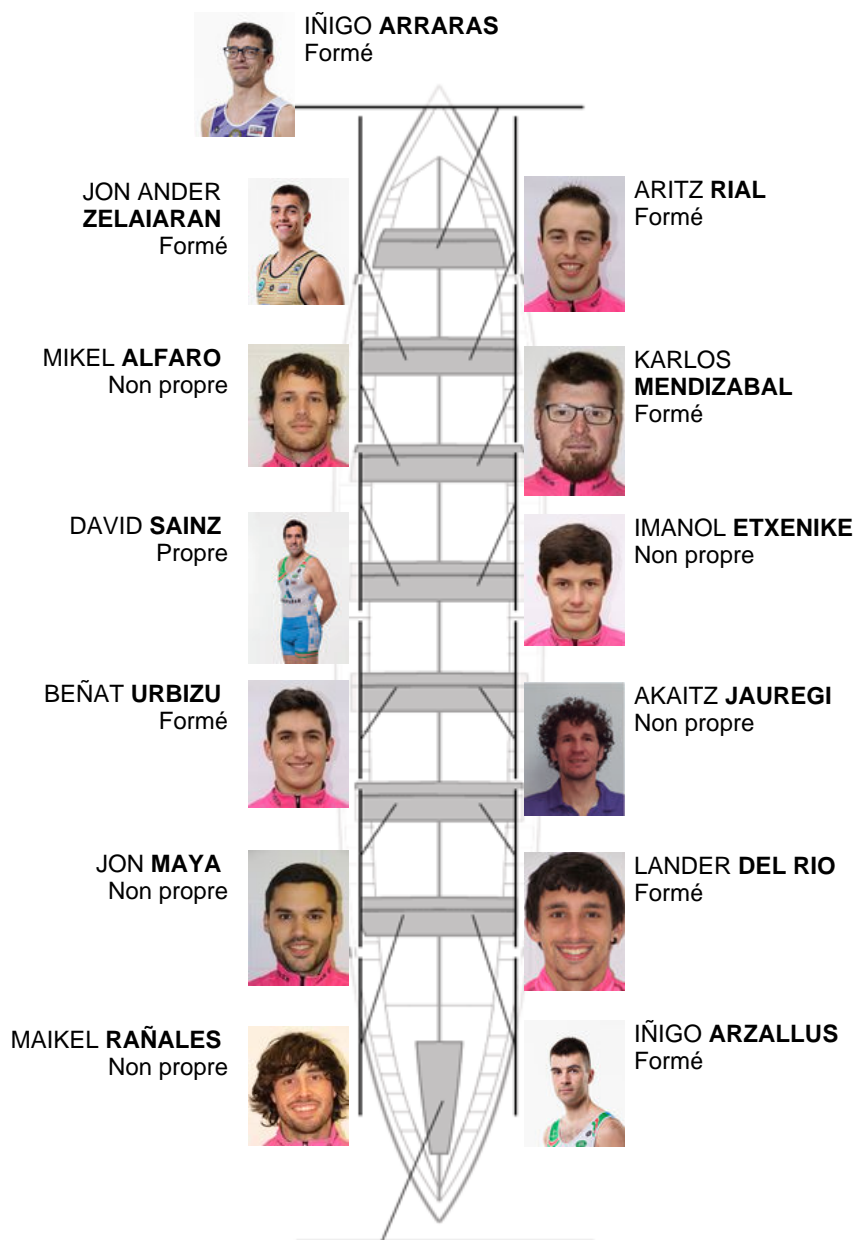 IÑIGO ARRARAS
Formé
JON ANDER
ZELAIARAN
Formé
ARITZ RIAL
Formé
MIKEL ALFARO
Non propre
KARLOS
MENDIZABAL
Formé
DAVID SAINZ
Propre
IMANOL ETXENIKE
Non propre
BEÑAT URBIZU
Formé
AKAITZ JAUREGI
Non propre
JON MAYA
Non propre
LANDER DEL RIO
Formé
MAIKEL RAÑALES
Non propre
IÑIGO ARZALLUS
Formé